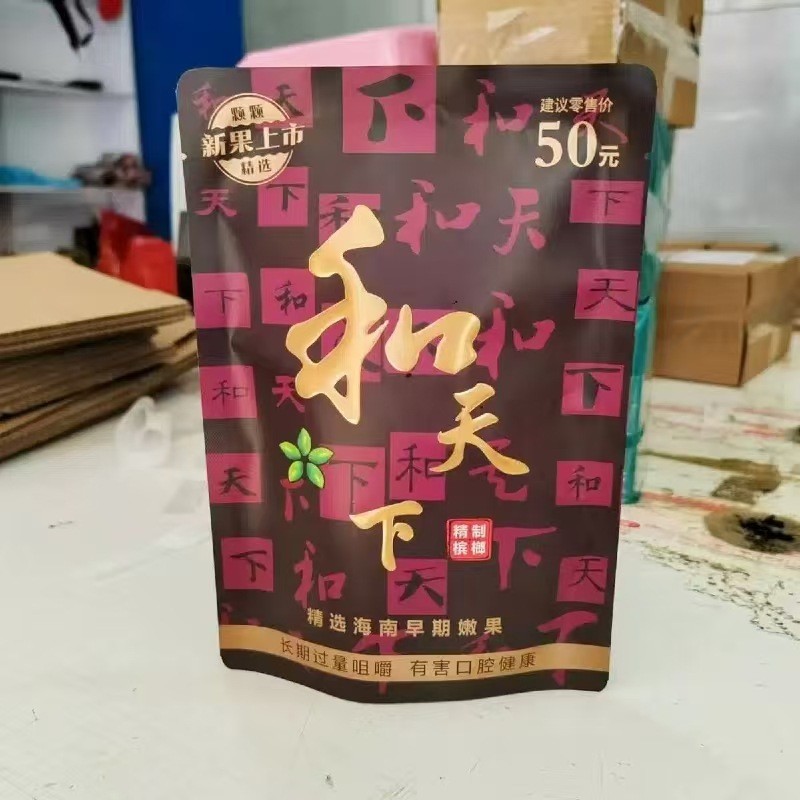 颗颗
新果上市
精选
建议零售价
50元
和
天
下
精制
槟榔
精选海南早期嫩果
长期过量咀嚼 有害口腔健康